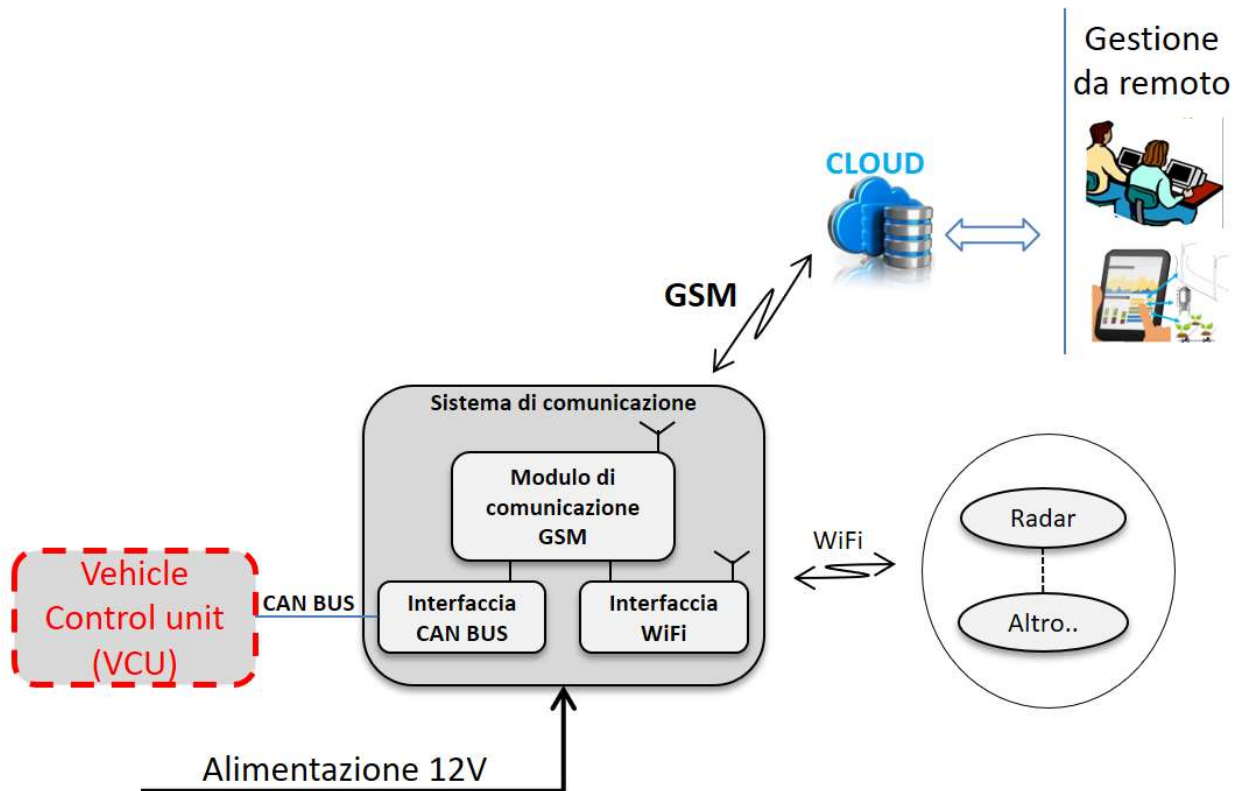 Gestione
da remoto
CLOUD
GSM
Sistema di comunicazione
Modulo di
comunicazione
GSM
Interfaccia
CAN BUS
Interfaccia
WiFi
Vehicle
Control unit
(VCU)
CAN BUS
WiFi
Radar
Altro..
Alimentazione 12V